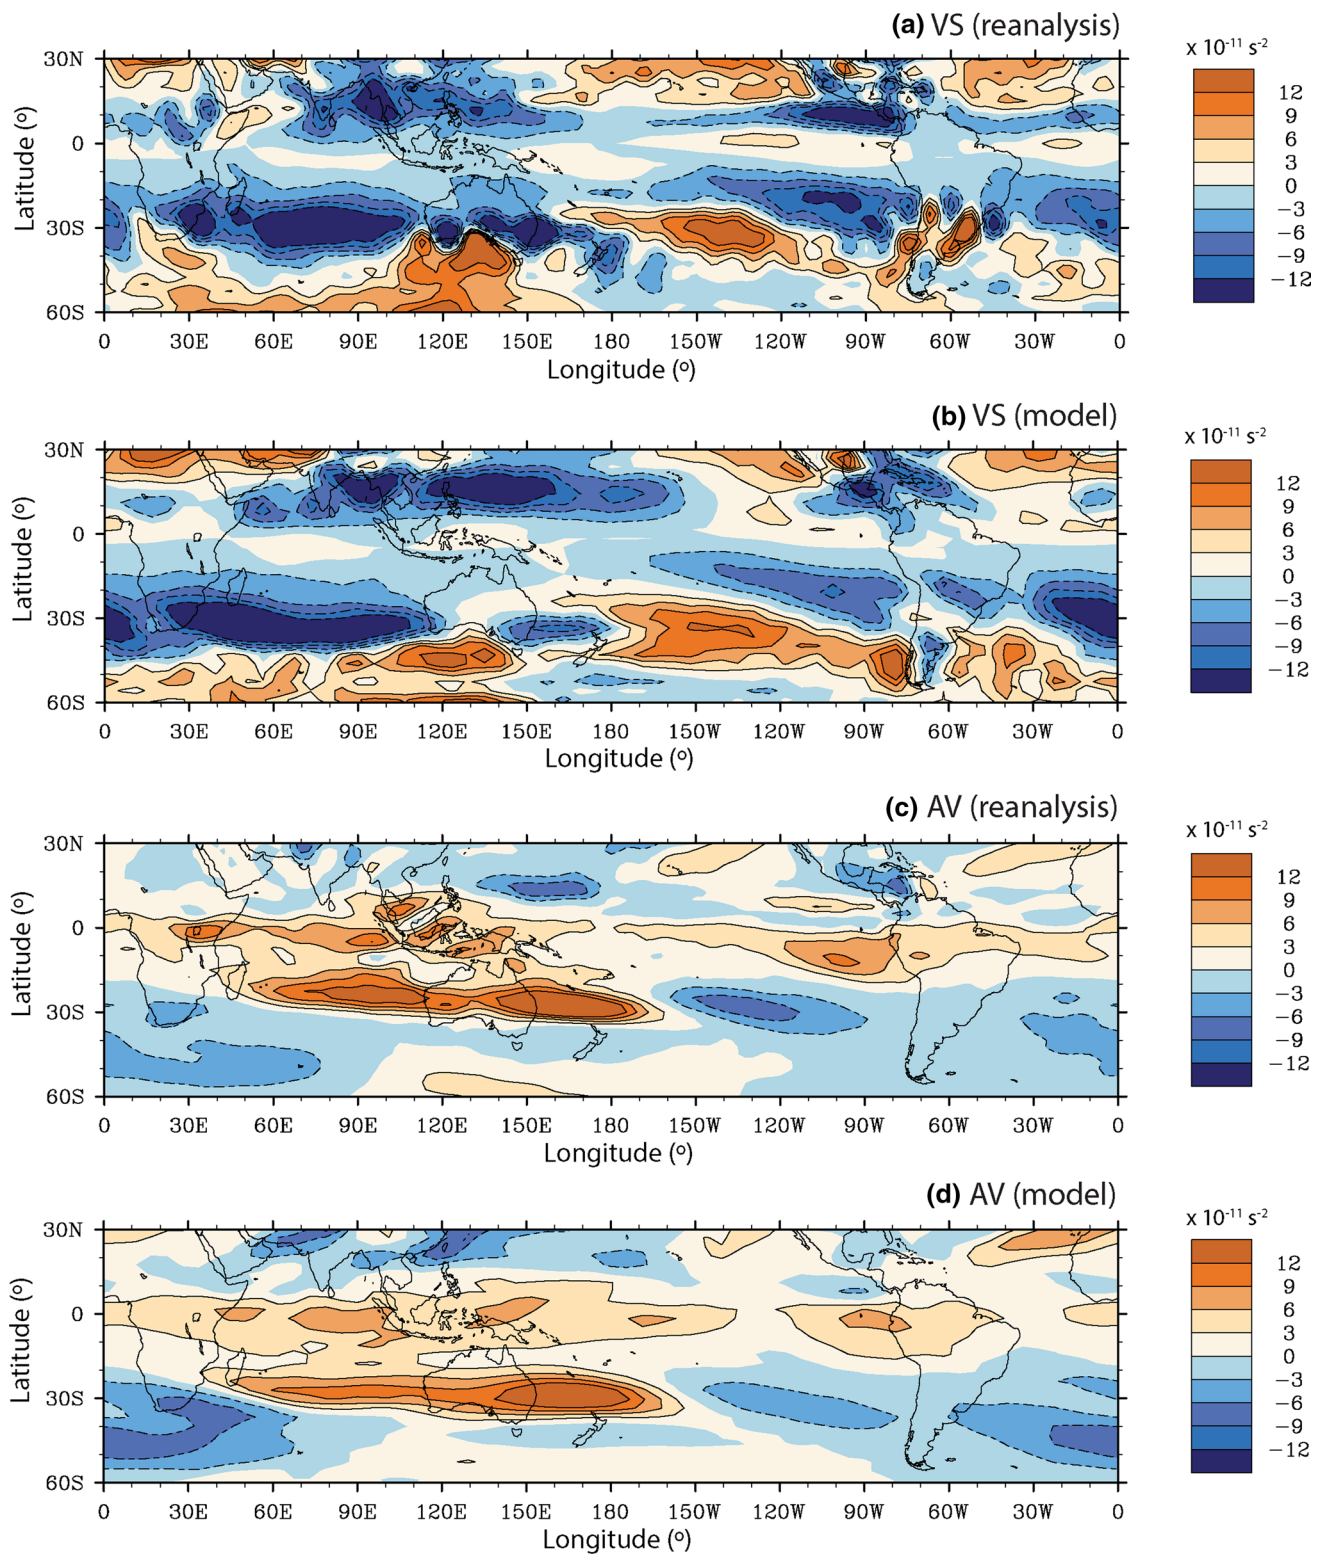 (a) VS (reanalysis)
x 10⁻¹¹ s⁻²
30N
0
30S
60S
Latitude (º)
12
9
6
3
0
−3
−6
−9
−12
0 30E 60E 90E 120E 150E 180 150W 120W 90W 60W 30W 0
Longitude (º)
(b) VS (model)
x 10⁻¹¹ s⁻²
30N
0
30S
60S
Latitude (º)
12
9
6
3
0
−3
−6
−9
−12
0 30E 60E 90E 120E 150E 180 150W 120W 90W 60W 30W 0
Longitude (º)
(c) AV (reanalysis)
x 10⁻¹¹ s⁻²
30N
0
30S
60S
Latitude (º)
12
9
6
3
0
−3
−6
−9
−12
0 30E 60E 90E 120E 150E 180 150W 120W 90W 60W 30W 0
Longitude (º)
(d) AV (model)
x 10⁻¹¹ s⁻²
30N
0
30S
60S
Latitude (º)
12
9
6
3
0
−3
−6
−9
−12
0 30E 60E 90E 120E 150E 180 150W 120W 90W 60W 30W 0
Longitude (º)